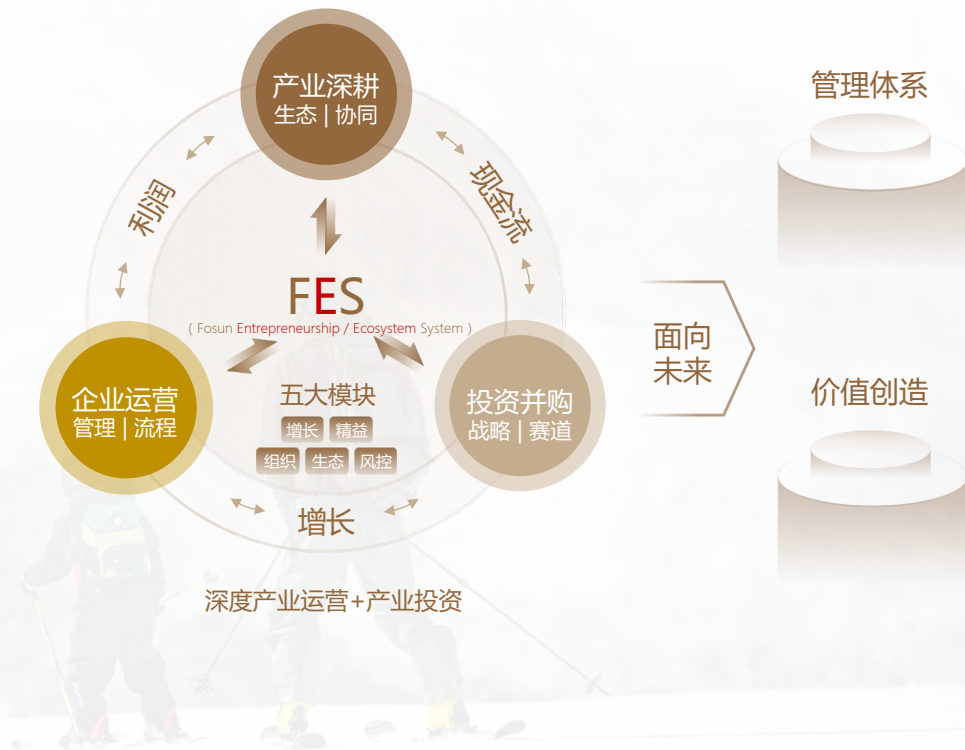 产业深耕
生态 | 协同
利润
现金流
FES
( Fosun Entrepreneurship / Ecosystem System )
企业运营
管理 | 流程
五大模块
增长 精益
组织 生态 风控
投资并购
战略 | 赛道
增长
深度产业运营+产业投资
面向
未来
管理体系
价值创造